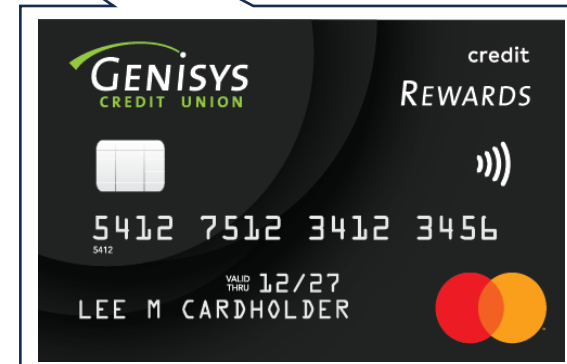 GENISYS
CREDIT UNION
credit
REWARDS
5412 7512 3412 3456
5412
VALID THRU 12/27
LEE M CARDHOLDER